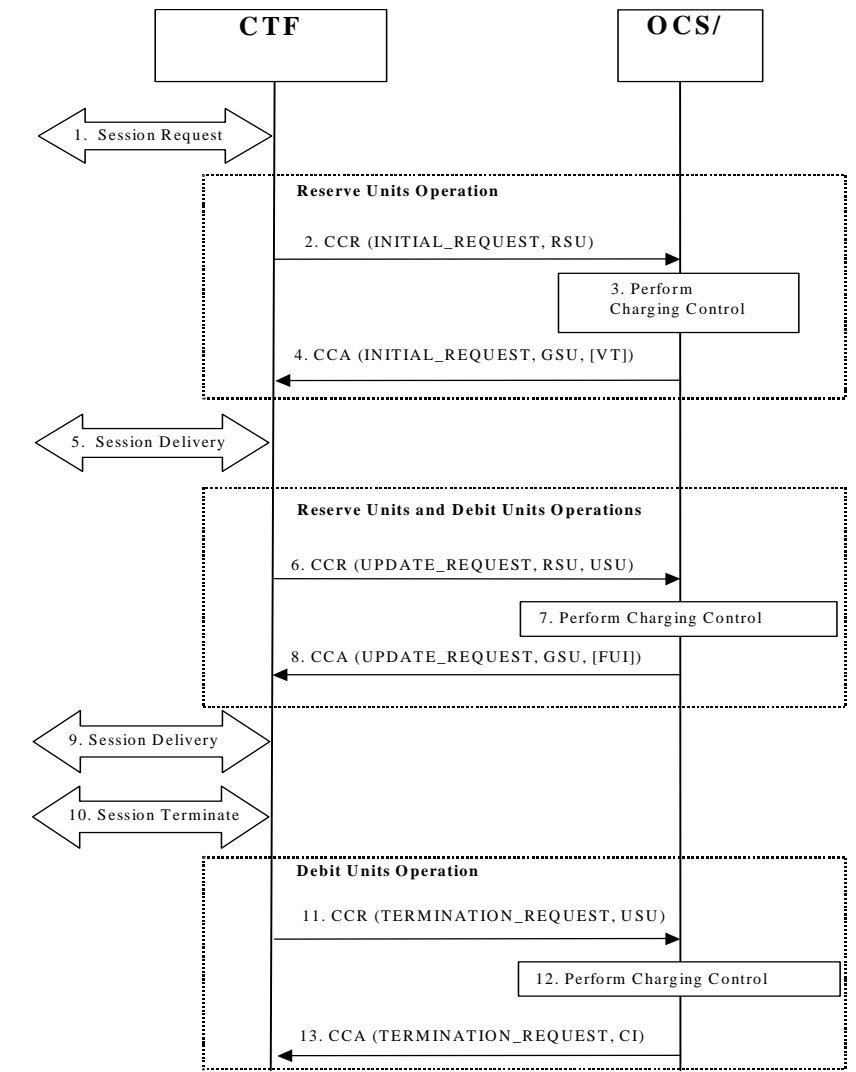 CTF
OCS/
1. Session Request
Reserve Units Operation
2. CCR (INITIAL_REQUEST, RSU)
3. Perform
Charging Control
4. CCA (INITIAL_REQUEST, GSU, [VT])
5. Session Delivery
Reserve Units and Debit Units Operations
6. CCR (UPDATE_REQUEST, RSU, USU)
7. Perform Charging Control
8. CCA (UPDATE_REQUEST, GSU, [FUI])
9. Session Delivery
10. Session Terminate
Debit Units Operation
11. CCR (TERMINATION_REQUEST, USU)
12. Perform Charging Control
13. CCA (TERMINATION_REQUEST, CI)